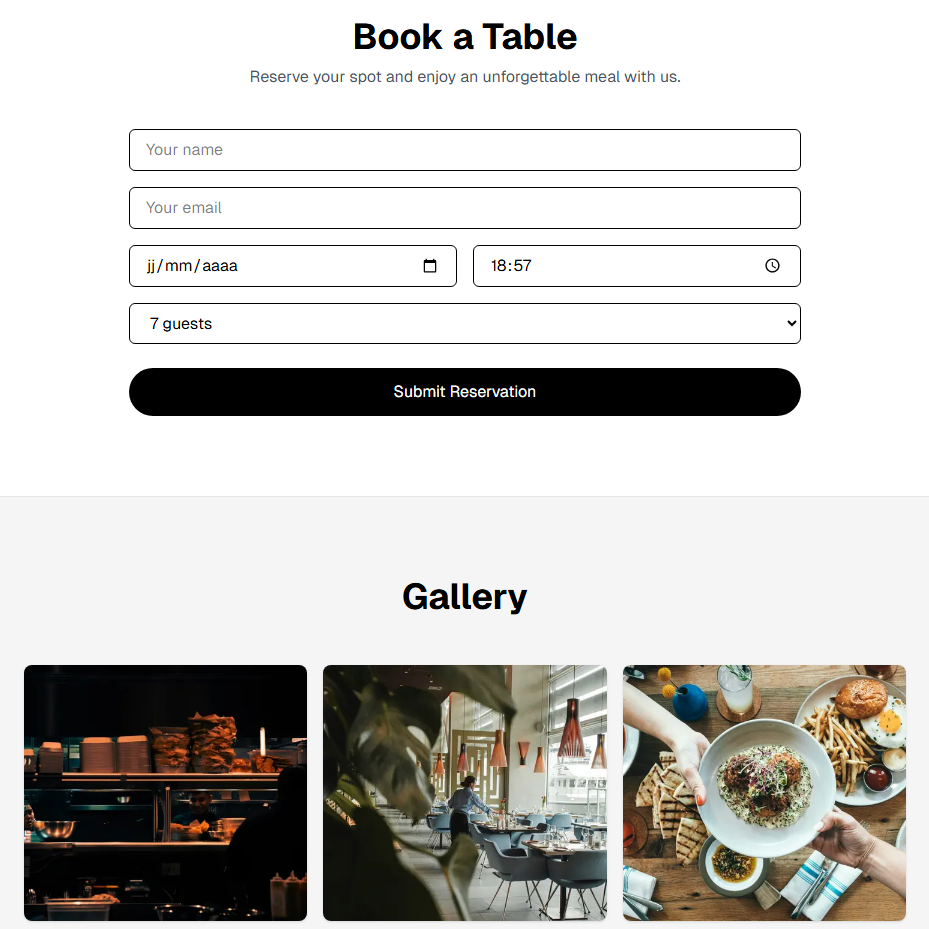 Book a Table
Reserve your spot and enjoy an unforgettable meal with us.
Your name
Your email
jj/mm/aaaa
18:57
7 guests
Submit Reservation
Gallery